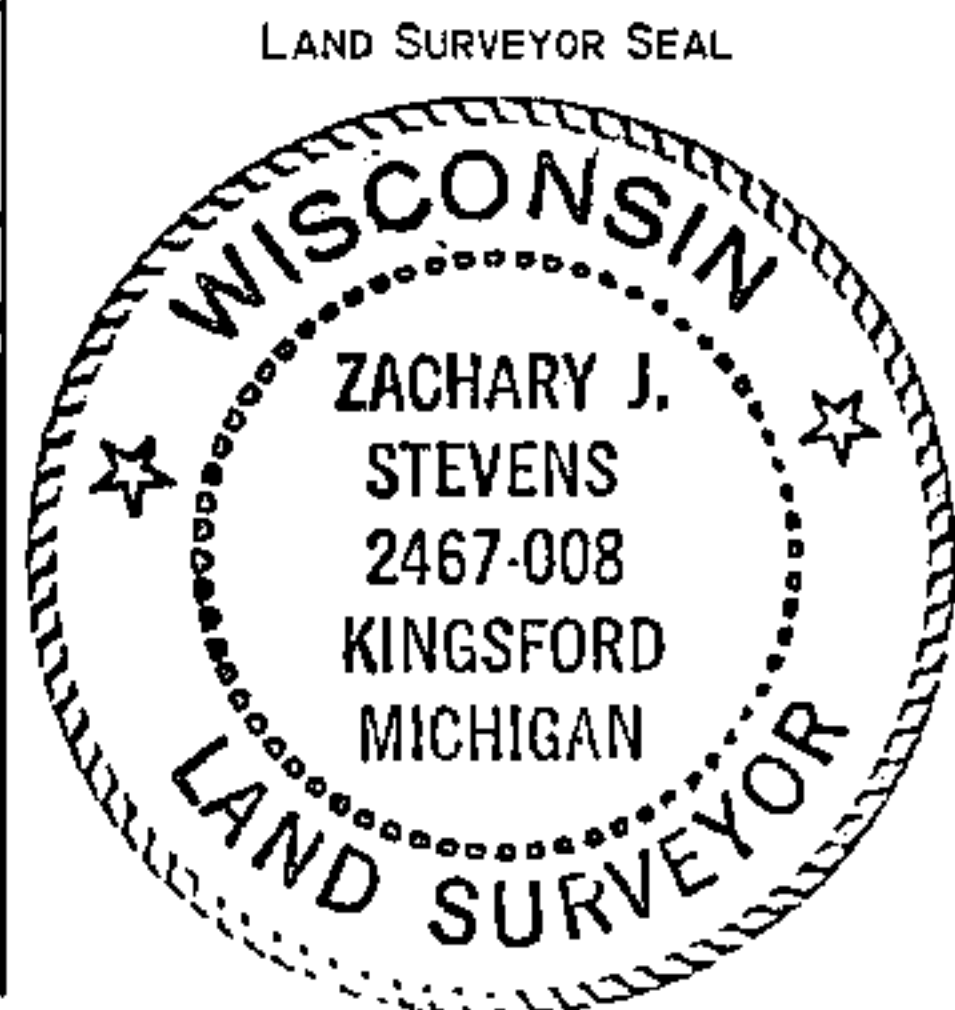 LAND SURVEYOR SEAL
WISCONSIN
ZACHARY J.
STEVENS
2467-008
KINGSFORD
MICHIGAN
LAND SURVEYOR